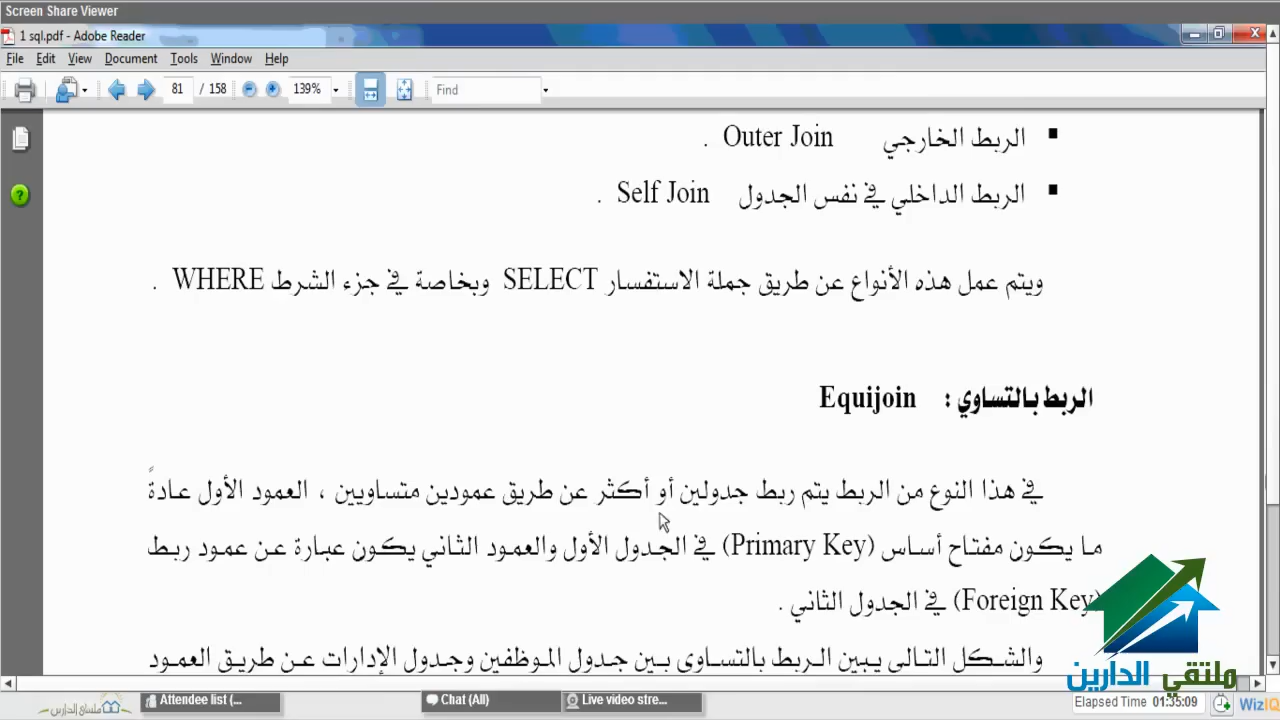 Screen Share Viewer
1 sql.pdf - Adobe Reader
File Edit View Document Tools Window Help
81 / 158 139% Find
▪ الربط الخارجي Outer Join .
▪ الربط الداخلي في نفس الجدول Self Join .
ويتم عمل هذه الأنواع عن طريق جملة الاستفسار SELECT وبخاصة في جزء الشرط WHERE .
الربط بالتساوي : Equijoin
في هذا النوع من الربط يتم ربط جدولين أو أكثر عن طريق عمودين متساويين ، العمود الأول عادةً
ما يكون مفتاح أساس (Primary Key) في الجدول الأول والعمود الثاني يكون عبارة عن عمود ربط
(Foreign Key) في الجدول الثاني .
والشكل التالي يبين الربط بالتساوي بين جدول الموظفين وجدول الإدارات عن طريق العمود
ملتقي الدارين
Attendee list (... Chat (All) Live video stre...
Elapsed Time 01:35:09 WizIQ